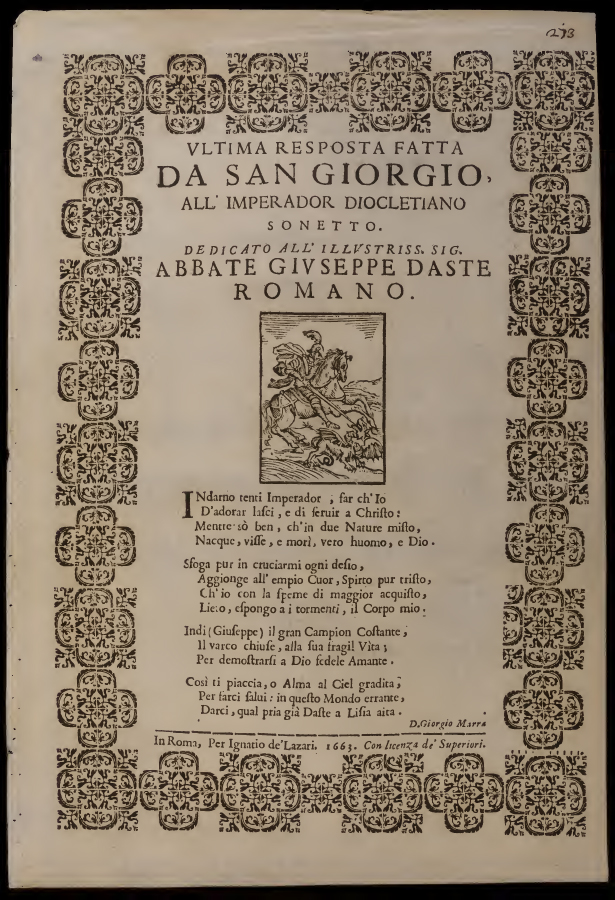 273
VLTIMA RESPOSTA FATTA
DA SAN GIORGIO,
ALL' IMPERADOR DIOCLETIANO
SONETTO.
DEDICATO ALL' ILLVSTRISS. SIG.
ABBATE GIVSEPPE DASTE
ROMANO.
INdarno tenti Imperador, far ch'Io
D'adorar lasci, e di seruir a Christo:
Mentre sò ben, ch'in due Nature misto,
Nacque, visse, e morì, vero huomo, e Dio.
Sfoga pur in cruciarmi ogni desio,
Aggionge all' empio Cuor, Spirto pur tristo,
Ch'io con la speme di maggior acquisto,
Lieto, espongo a i tormenti, il Corpo mio.
Indi (Giuseppe) il gran Campion Costante,
Il varco chiuse, alla sua fragil Vita;
Per demostrarsi a Dio fedele Amante.
Così ti piaccia, o Alma al Ciel gradita,
Per farci salui: in questo Mondo errante,
Darci, qual pria già Daste a Lisia aita.
D. Giorgio Marra
In Roma, Per Ignatio de'Lazari. 1663. Con licenza de' Superiori.